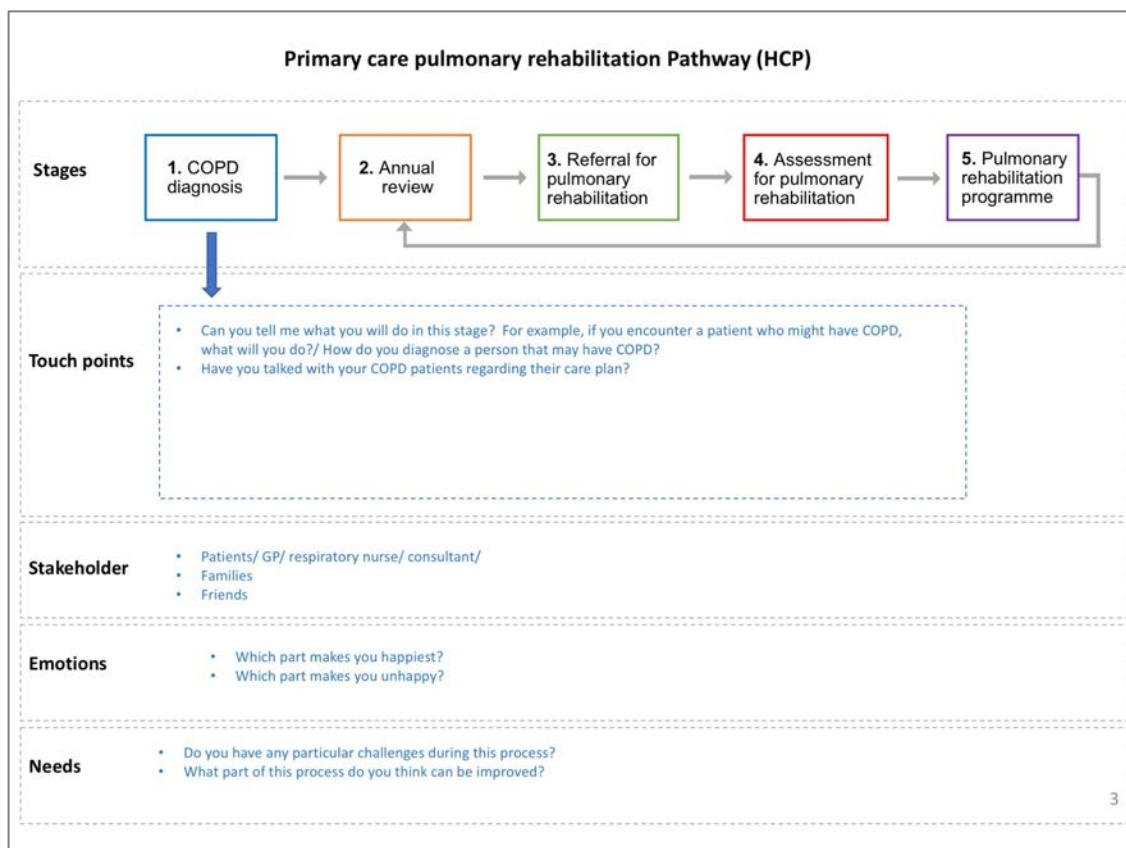 Primary care pulmonary rehabilitation Pathway (HCP)
Stages
1. COPD
diagnosis
2. Annual
review
3. Referral for
pulmonary
rehabilitation
4. Assessment
for pulmonary
rehabilitation
5. Pulmonary
rehabilitation
programme
Touch points
• Can you tell me what you will do in this stage? For example, if you encounter a patient who might have COPD,
what will you do?/ How do you diagnose a person that may have COPD?
• Have you talked with your COPD patients regarding their care plan?
Stakeholder
• Patients/ GP/ respiratory nurse/ consultant/
• Families
• Friends
Emotions
• Which part makes you happiest?
• Which part makes you unhappy?
Needs
• Do you have any particular challenges during this process?
• What part of this process do you think can be improved?
3